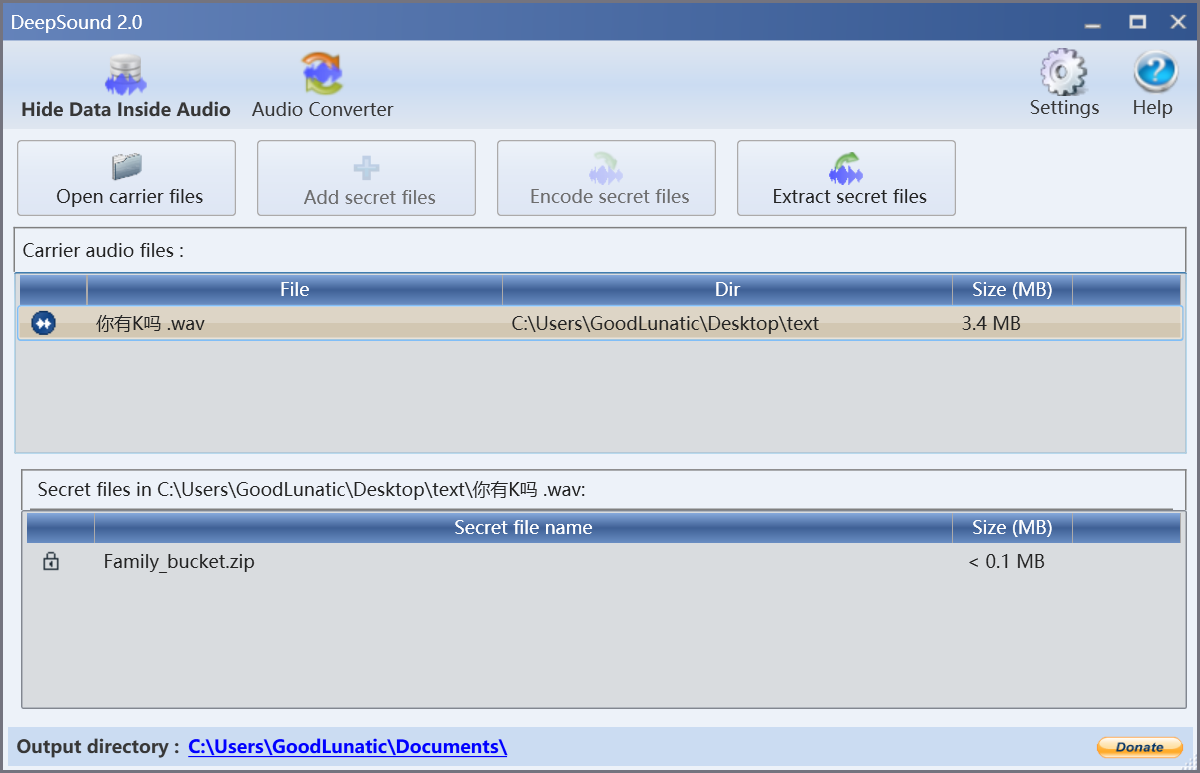 DeepSound 2.0
Hide Data Inside Audio Audio Converter Settings Help
Open carrier files Add secret files Encode secret files Extract secret files
Carrier audio files :
File Dir Size (MB)
你有K吗 .wav C:\Users\GoodLunatic\Desktop\text 3.4 MB
Secret files in C:\Users\GoodLunatic\Desktop\text\你有K吗 .wav:
Secret file name Size (MB)
Family_bucket.zip < 0.1 MB
Output directory : C:\Users\GoodLunatic\Documents\ Donate